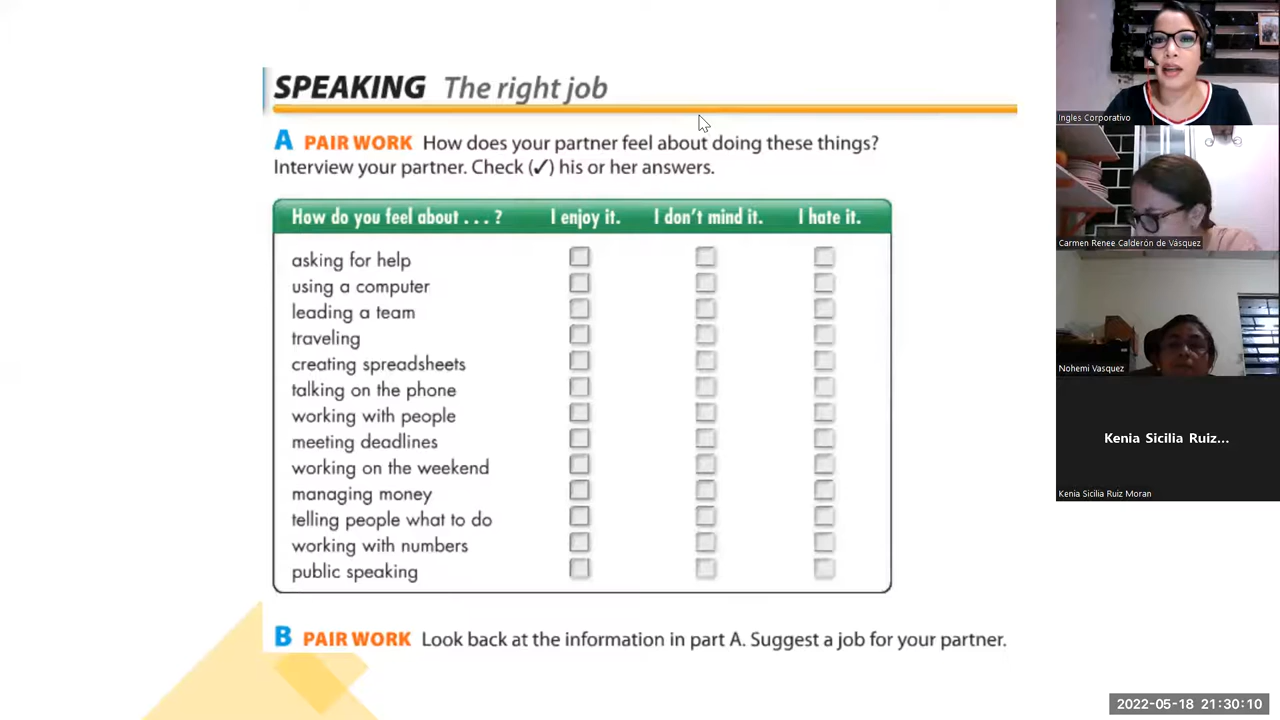 SPEAKING The right job
A PAIR WORK How does your partner feel about doing these things?
Interview your partner. Check (✓) his or her answers.
How do you feel about . . . ? I enjoy it. I don't mind it. I hate it.
asking for help
using a computer
leading a team
traveling
creating spreadsheets
talking on the phone
working with people
meeting deadlines
working on the weekend
managing money
telling people what to do
working with numbers
public speaking
B PAIR WORK Look back at the information in part A. Suggest a job for your partner.
Ingles Corporativo
Carmen Renee Calderón de Vásquez
Nohemi Vasquez
Kenia Sicilia Ruiz...
Kenia Sicilia Ruiz Moran
2022-05-18 21:30:10